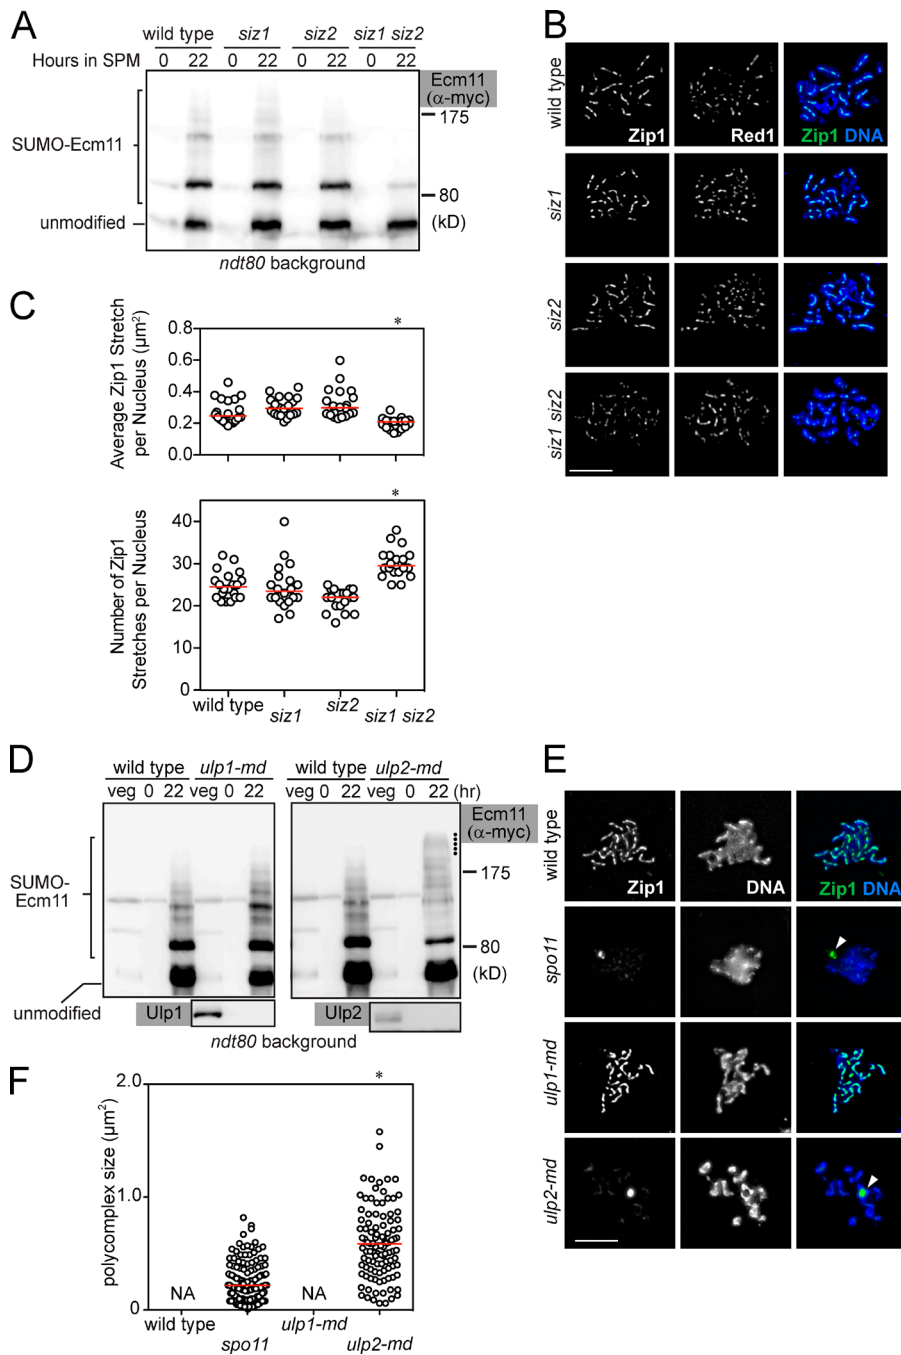 A
wild type siz1 siz2 siz1 siz2
Hours in SPM 0 22 0 22 0 22 0 22
Ecm11
(α-myc)
175
SUMO-Ecm11
80
unmodified
(kD)
ndt80 background
B
wild type
Zip1 Red1 Zip1 DNA
siz1
siz2
siz1 siz2
C
Average Zip1 Stretch
per Nucleus (μm²)
0.8
0.6
0.4
0.2
0.0
*
Number of Zip1
Stretches per Nucleus
40
30
20
10
0
*
wild type siz1 siz2 siz1 siz2
D
wild type ulp1-md wild type ulp2-md
veg 0 22 veg 0 22 veg 0 22 veg 0 22 (hr)
Ecm11
(α-myc)
175
SUMO-
Ecm11
80
(kD)
unmodified
Ulp1 Ulp2
ndt80 background
E
wild type
Zip1 DNA Zip1 DNA
spo11
ulp1-md
ulp2-md
F
polycomplex size (μm²)
2.0
1.0
0
*
NA NA
wild type spo11 ulp1-md ulp2-md